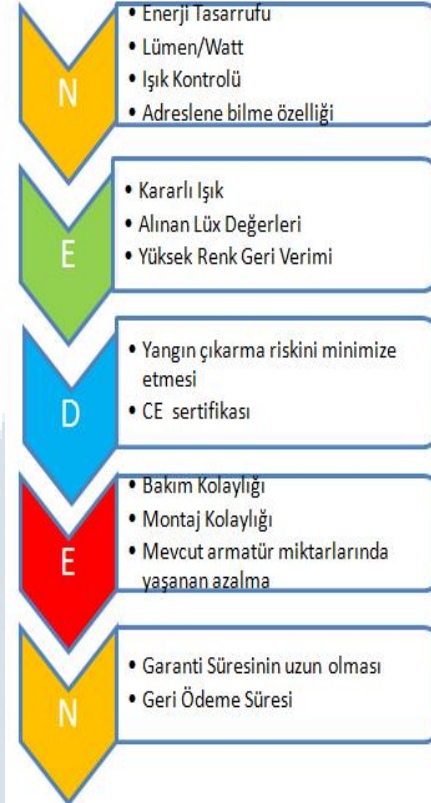 N
• Enerji Tasarrufu
• Lümen/Watt
• Işık Kontrolü
• Adreslene bilme özelliği
E
• Kararlı Işık
• Alınan Lüx Değerleri
• Yüksek Renk Geri Verimi
D
• Yangın çıkarma riskini minimize
etmesi
• CE sertifikası
E
• Bakım Kolaylığı
• Montaj Kolaylığı
• Mevcut armatür miktarlarında
yaşanan azalma
N
• Garanti Süresinin uzun olması
• Geri Ödeme Süresi